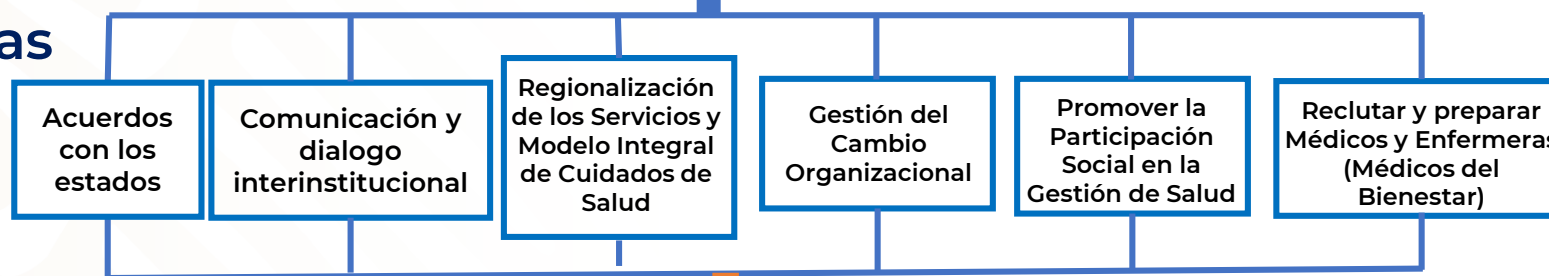 as
Acuerdos
con los
estados
Comunicación y
dialogo
interinstitucional
Regionalización
de los Servicios y
Modelo Integral
de Cuidados de
Salud
Gestión del
Cambio
Organizacional
Promover la
Participación
Social en la
Gestión de Salud
Reclutar y preparar
Médicos y Enfermeras
(Médicos del
Bienestar)